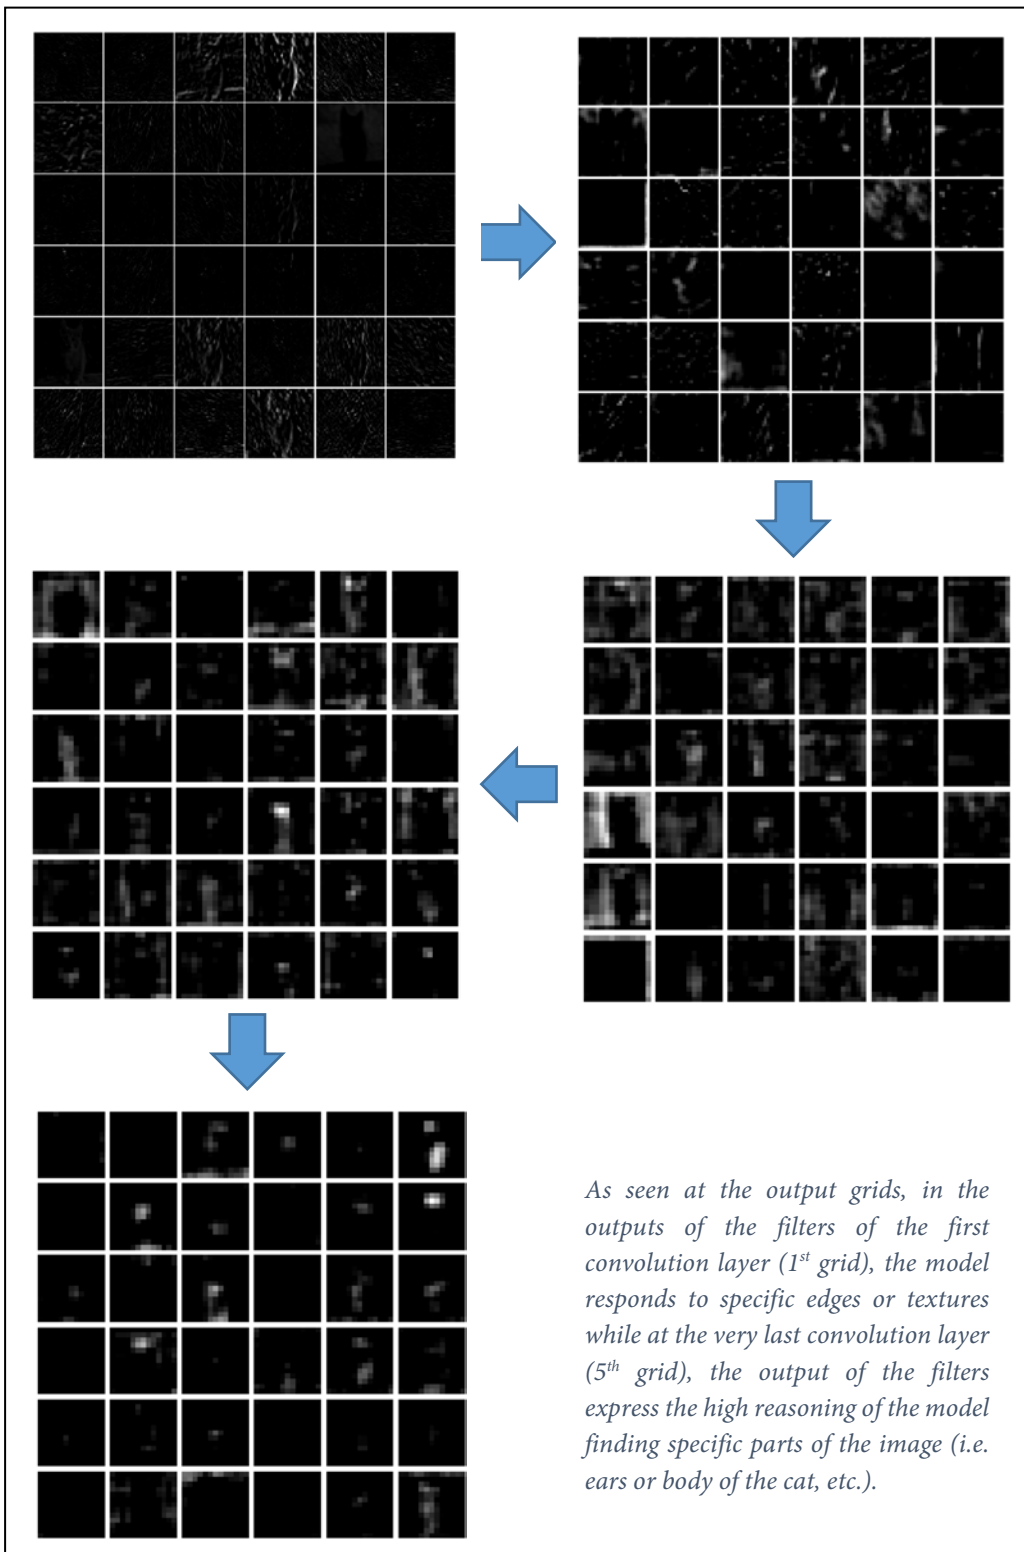 As seen at the output grids, in the
outputs of the filters of the first
convolution layer (1st grid), the model
responds to specific edges or textures
while at the very last convolution layer
(5th grid), the output of the filters
express the high reasoning of the model
finding specific parts of the image (i.e.
ears or body of the cat, etc.).